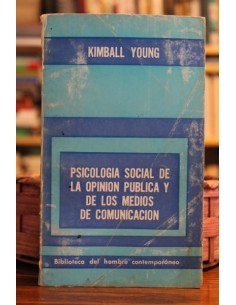 KIMBALL YOUNG
PSICOLOGIA SOCIAL DE
LA OPINION PUBLICA Y
DE LOS MEDIOS
DE COMUNICACION
Biblioteca del hombre contemporáneo